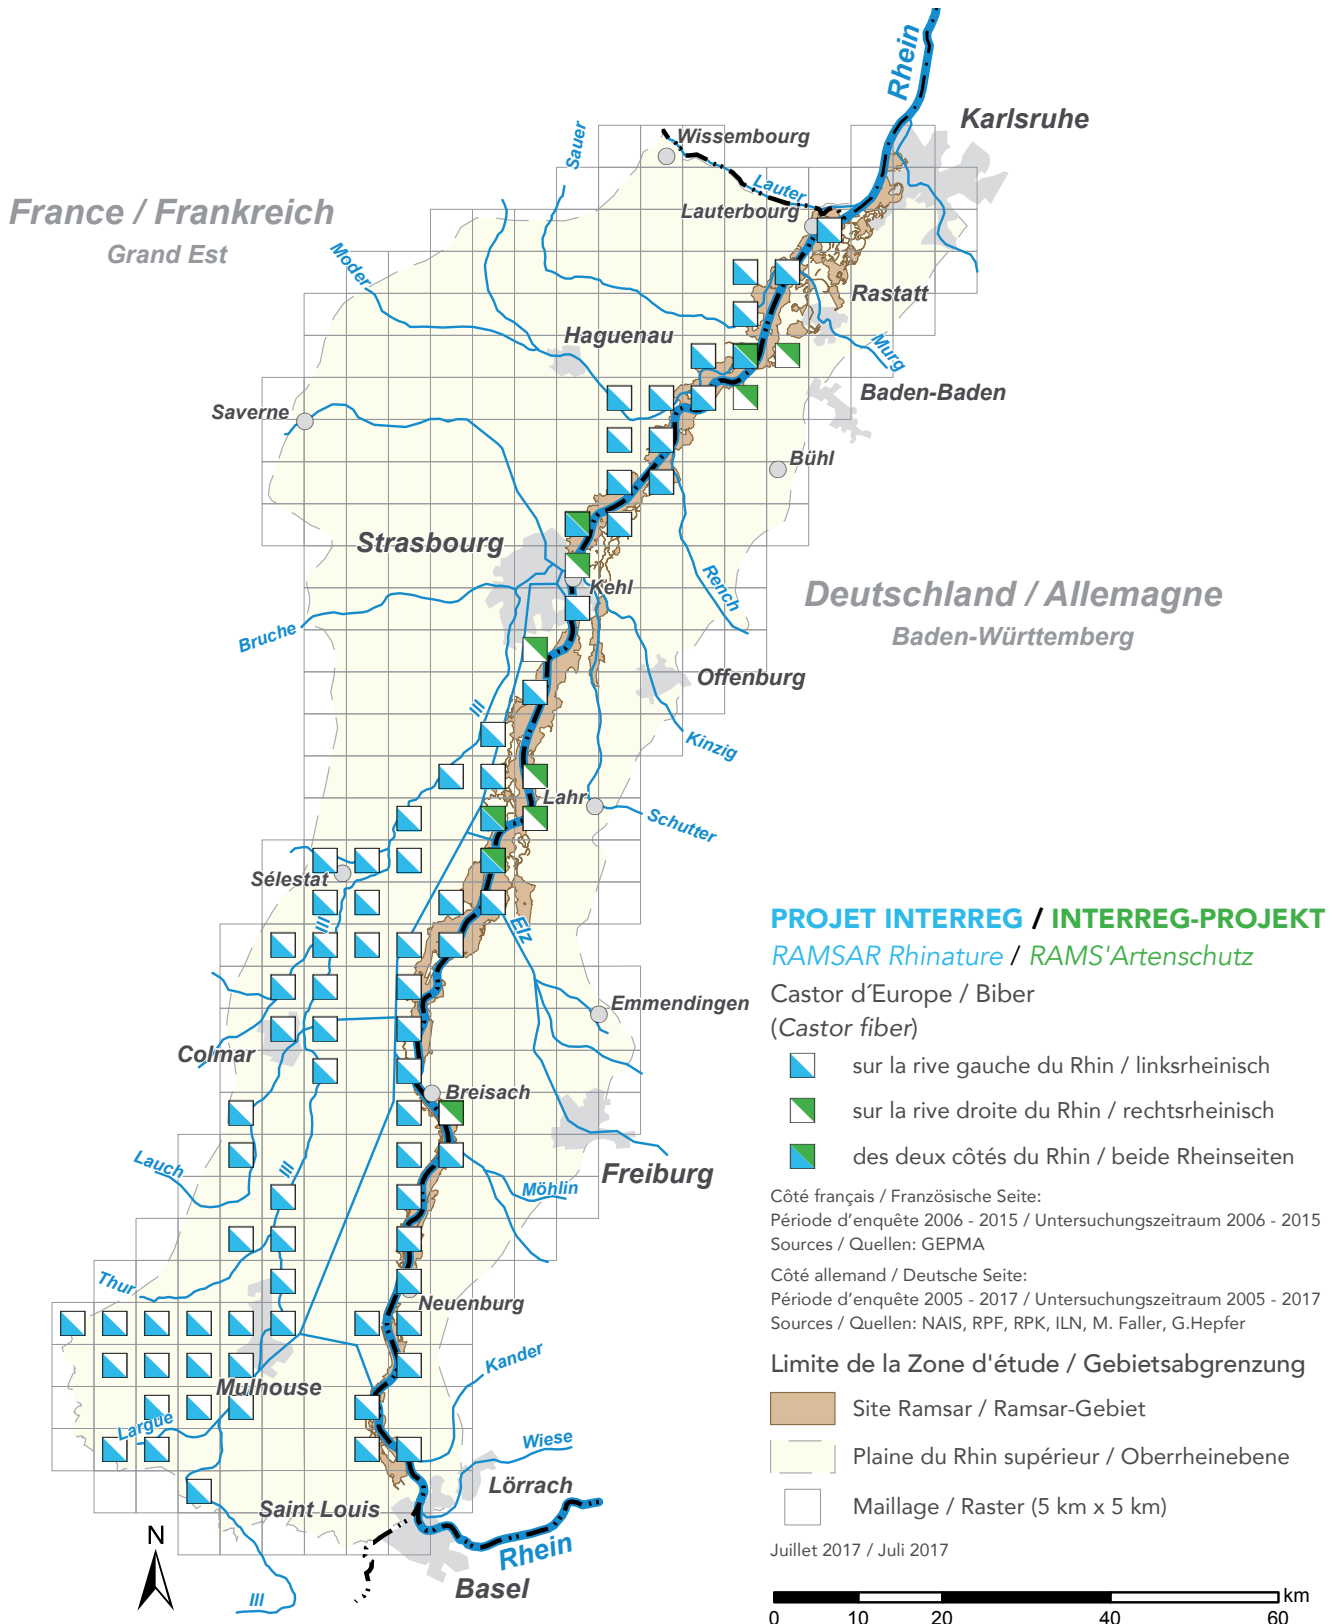 Rhein
Karlsruhe
Wissembourg
Sauer
Lauter
France / Frankreich
Lauterbourg
Grand Est
Moder
Rastatt
Haguenau
Murg
Baden-Baden
Saverne
Bühl
Strasbourg
Rench
Kehl
Deutschland / Allemagne
Bruche
Baden-Württemberg
Offenburg
Ill
Kinzig
Lahr
Schutter
Sélestat
Ill
Elz
Emmendingen
Colmar
Breisach
Lauch
Ill
Freiburg
Möhlin
Thur
Neuenburg
Kander
Mulhouse
Largue
Wiese
Lörrach
Saint Louis
Rhein
Basel
Ill
N
PROJET INTERREG / INTERREG-PROJEKT
RAMSAR Rhinature / RAMS'Artenschutz
Castor d´Europe / Biber
(Castor fiber)
sur la rive gauche du Rhin / linksrheinisch
sur la rive droite du Rhin / rechtsrheinisch
des deux côtés du Rhin / beide Rheinseiten
Côté français / Französische Seite:
Période d'enquête 2006 - 2015 / Untersuchungszeitraum 2006 - 2015
Sources / Quellen: GEPMA
Côté allemand / Deutsche Seite:
Période d'enquête 2005 - 2017 / Untersuchungszeitraum 2005 - 2017
Sources / Quellen: NAIS, RPF, RPK, ILN, M. Faller, G.Hepfer
Limite de la Zone d'étude / Gebietsabgrenzung
Site Ramsar / Ramsar-Gebiet
Plaine du Rhin supérieur / Oberrheinebene
Maillage / Raster (5 km x 5 km)
Juillet 2017 / Juli 2017
km
0 10 20 40 60